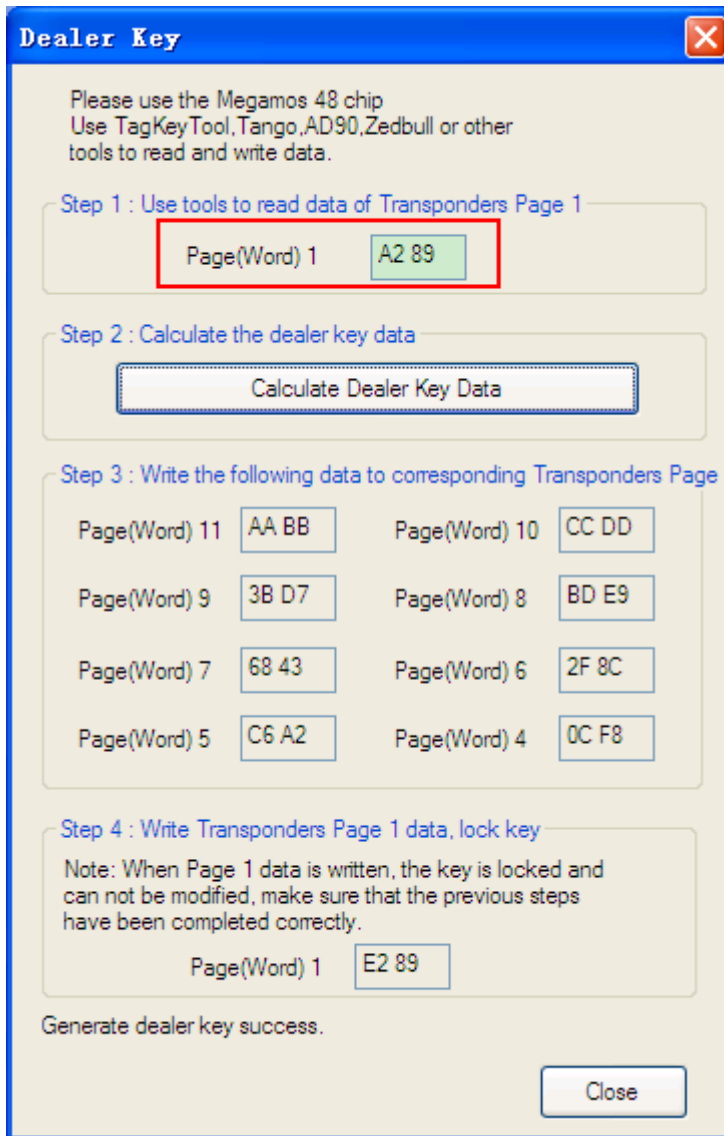 Dealer Key
Please use the Megamos 48 chip
Use TagKeyTool,Tango,AD90,Zedbull or other
tools to read and write data.
Step 1 : Use tools to read data of Transponders Page 1
Page(Word) 1 A2 89
Step 2 : Calculate the dealer key data
Calculate Dealer Key Data
Step 3 : Write the following data to corresponding Transponders Page
Page(Word) 11 AA BB Page(Word) 10 CC DD
Page(Word) 9 3B D7 Page(Word) 8 BD E9
Page(Word) 7 68 43 Page(Word) 6 2F 8C
Page(Word) 5 C6 A2 Page(Word) 4 0C F8
Step 4 : Write Transponders Page 1 data, lock key
Note: When Page 1 data is written, the key is locked and
can not be modified, make sure that the previous steps
have been completed correctly.
Page(Word) 1 E2 89
Generate dealer key success.
Close